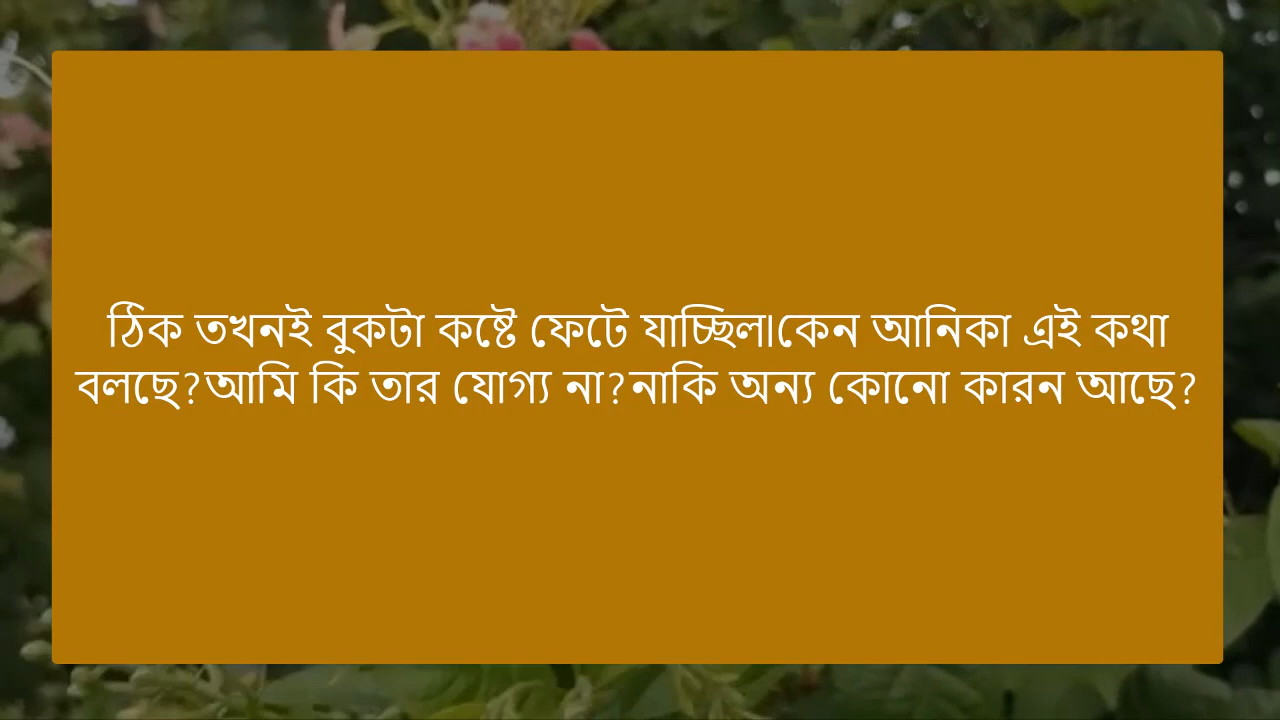 ঠিক তখনই বুকটা কষ্টে ফেটে যাচ্ছিল।কেন আনিকা এই কথা
বলছে?আমি কি তার যোগ্য না?নাকি অন্য কোনো কারন আছে?